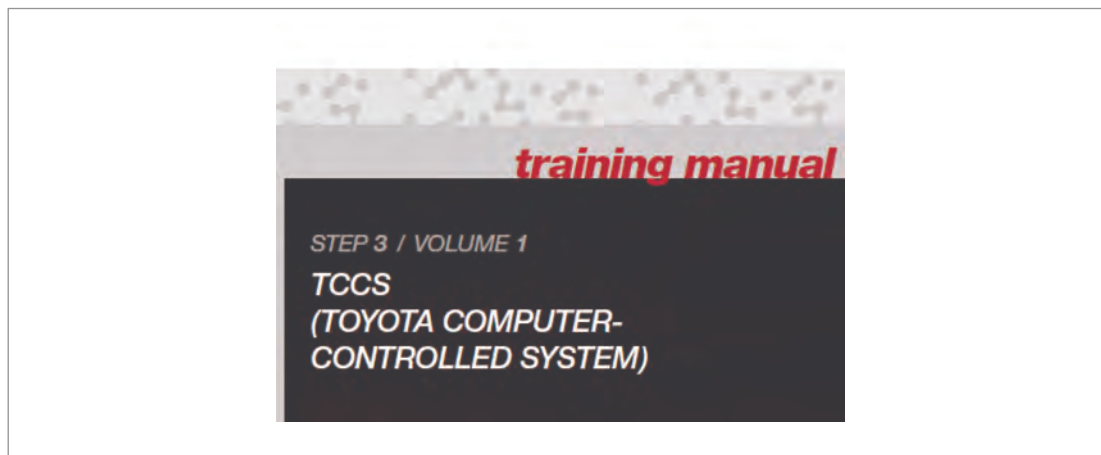 training manual
STEP 3 / VOLUME 1
TCCS
(TOYOTA COMPUTER-
CONTROLLED SYSTEM)